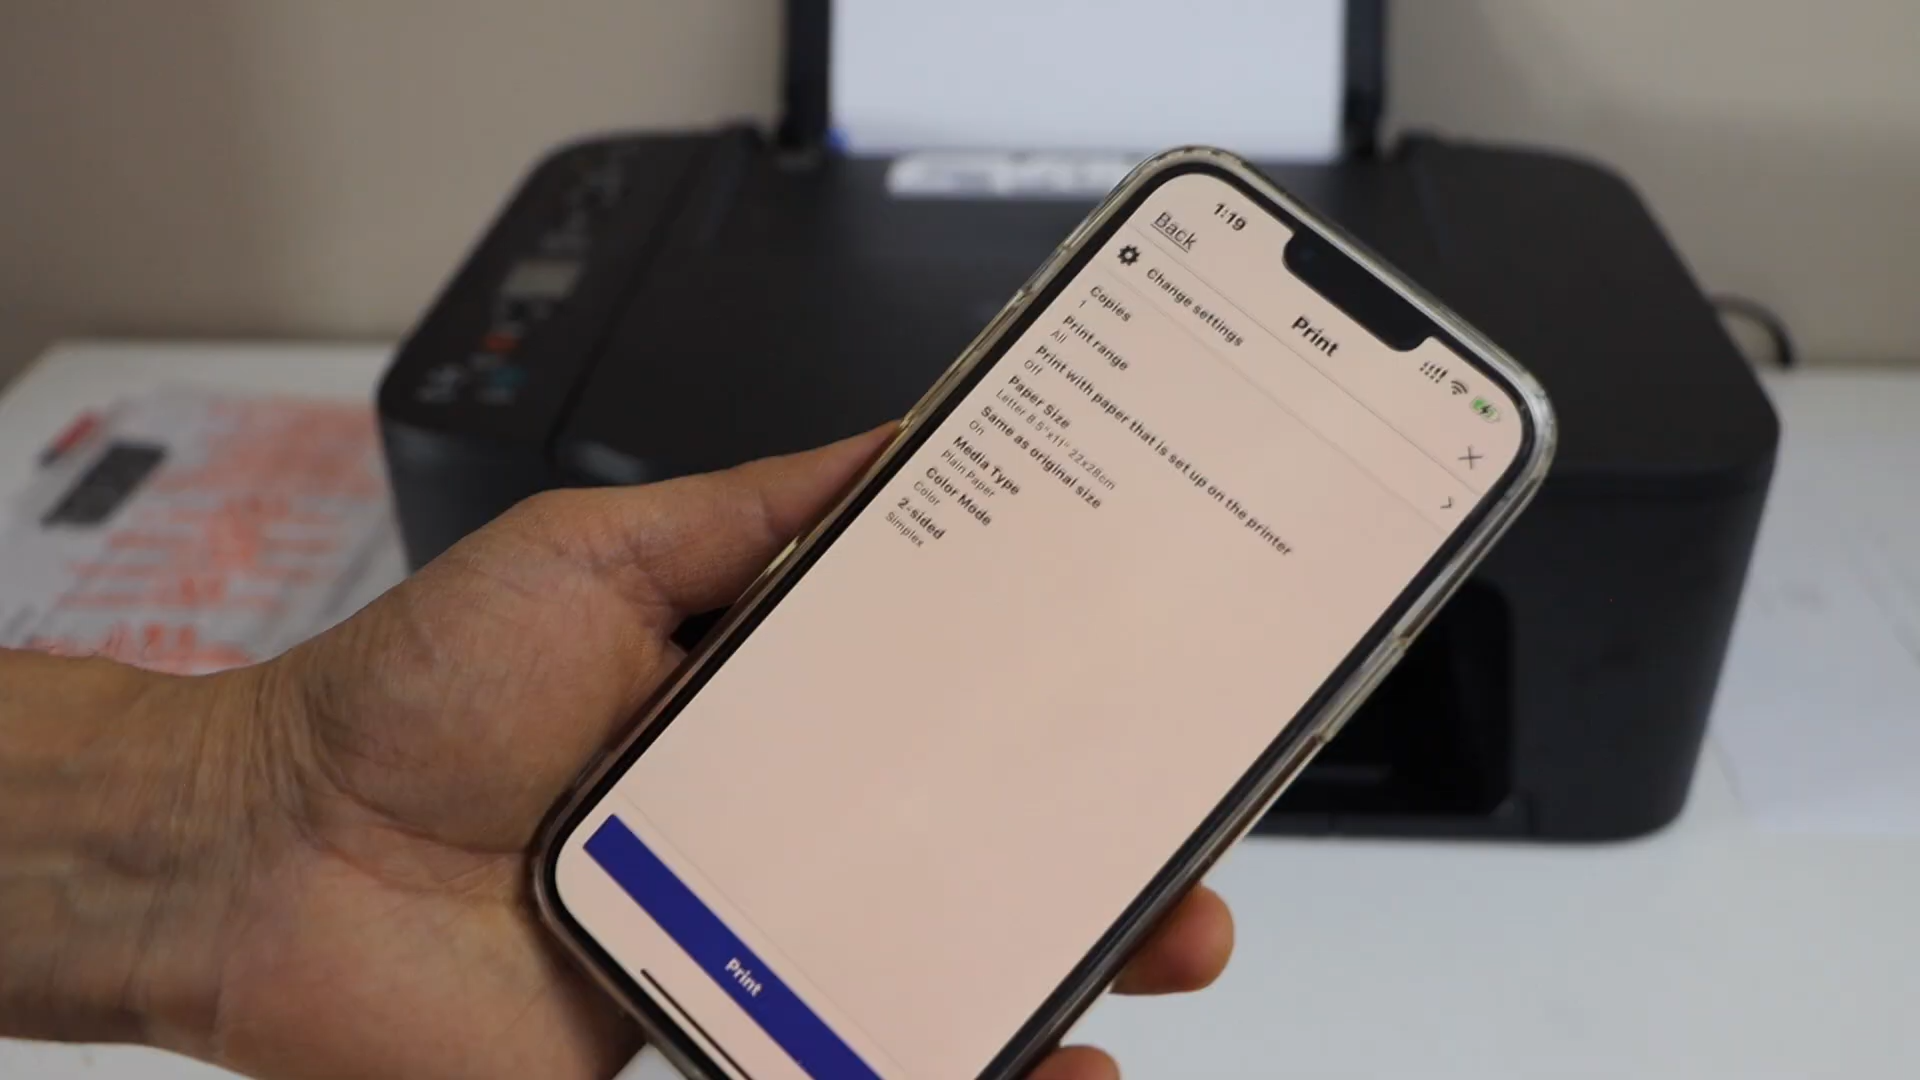 1:19
Back
Print
Change settings
Copies
1
Print range
All
Print with paper that is set up on the printer
Off
Paper Size
Letter 8.5"x11" 22x28cm
Same as original size
On
Media Type
Plain Paper
Color Mode
Color
2-sided
Simplex
Print